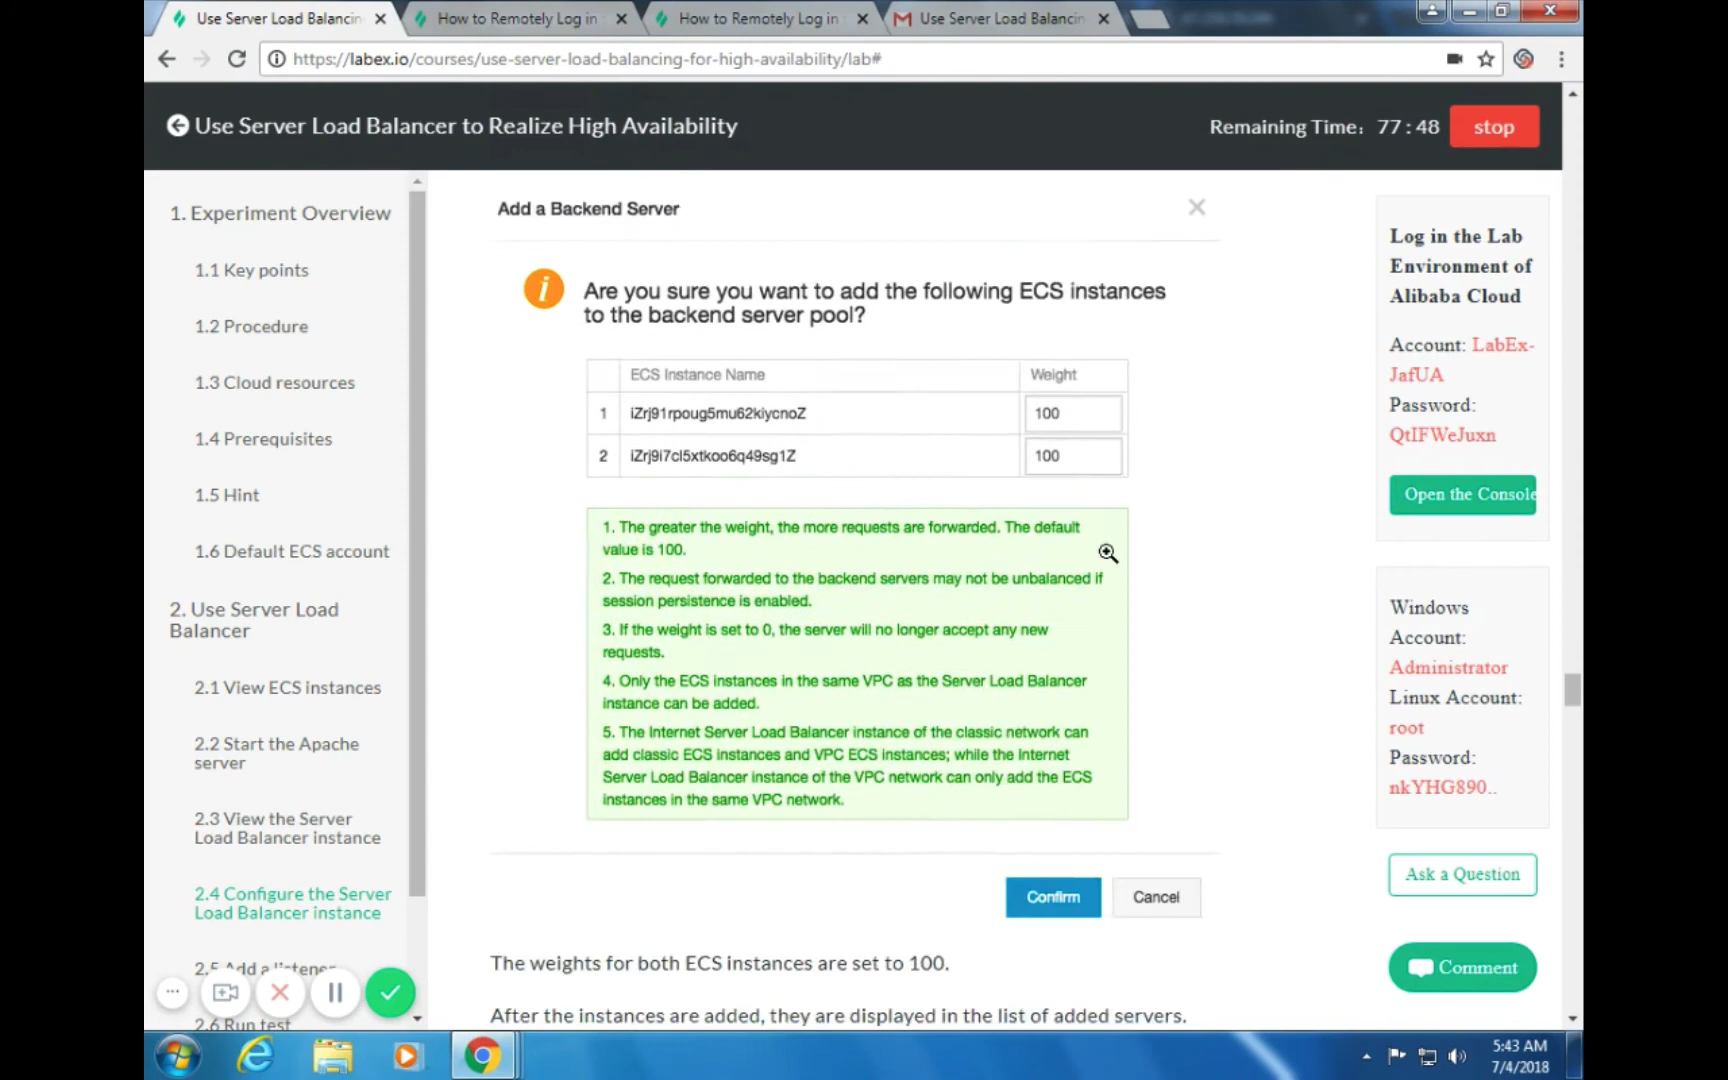 Use Server Load Balancin
How to Remotely Log in
How to Remotely Log in
Use Server Load Balancin
https://labex.io/courses/use-server-load-balancing-for-high-availability/lab#
Use Server Load Balancer to Realize High Availability
Remaining Time: 77 : 48
stop
1. Experiment Overview
1.1 Key points
1.2 Procedure
1.3 Cloud resources
1.4 Prerequisites
1.5 Hint
1.6 Default ECS account
2. Use Server Load
Balancer
2.1 View ECS instances
2.2 Start the Apache
server
2.3 View the Server
Load Balancer instance
2.4 Configure the Server
Load Balancer instance
2.5 Add a listener
2.6 Run test
Add a Backend Server
Are you sure you want to add the following ECS instances
to the backend server pool?
ECS Instance Name Weight
1 iZrj91rpoug5mu62kiycnoZ 100
2 iZrj9i7cl5xtkoo6q49sg1Z 100
1. The greater the weight, the more requests are forwarded. The default
value is 100.
2. The request forwarded to the backend servers may not be unbalanced if
session persistence is enabled.
3. If the weight is set to 0, the server will no longer accept any new
requests.
4. Only the ECS instances in the same VPC as the Server Load Balancer
instance can be added.
5. The Internet Server Load Balancer instance of the classic network can
add classic ECS instances and VPC ECS instances; while the Internet
Server Load Balancer instance of the VPC network can only add the ECS
instances in the same VPC network.
Confirm
Cancel
The weights for both ECS instances are set to 100.
After the instances are added, they are displayed in the list of added servers.
Log in the Lab
Environment of
Alibaba Cloud
Account: LabEx-
JafUA
Password:
QtIFWeJuxn
Open the Console
Windows
Account:
Administrator
Linux Account:
root
Password:
nkYHG890..
Ask a Question
Comment
5:43 AM
7/4/2018